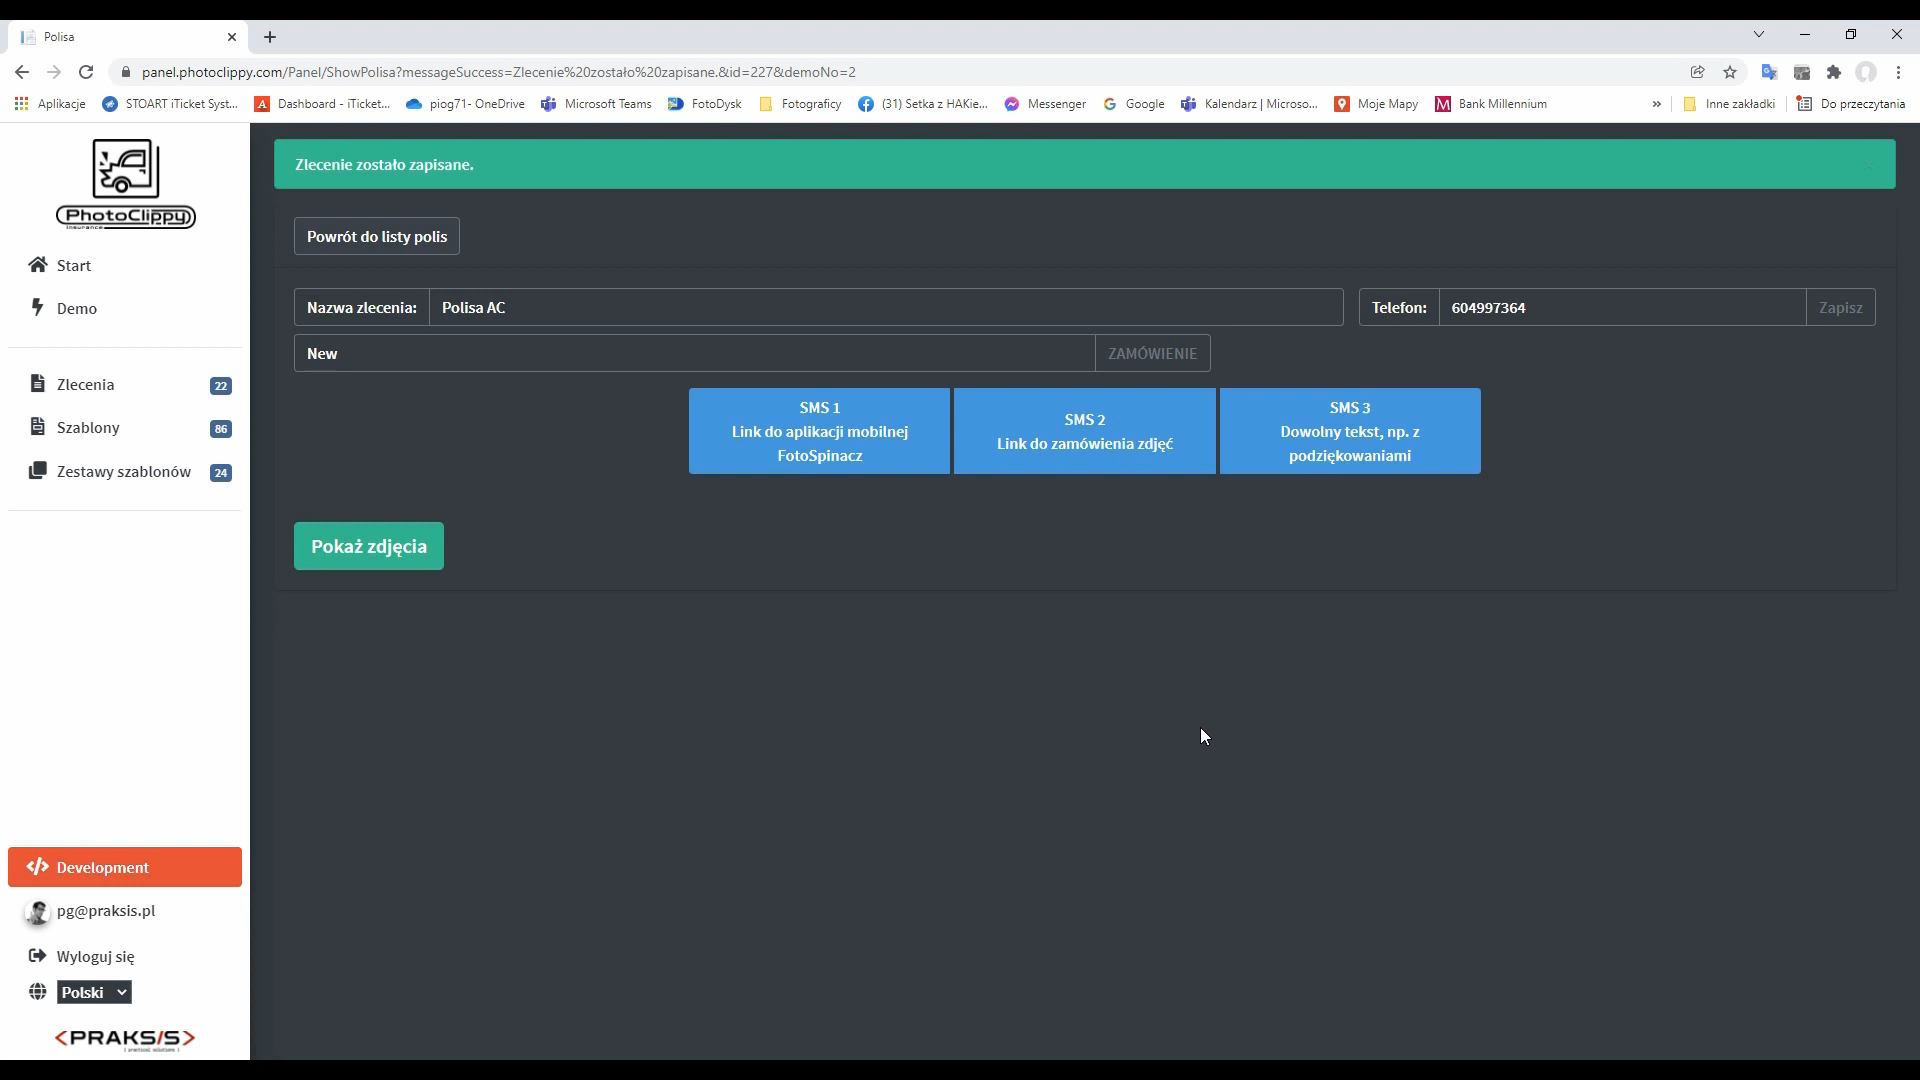 Polisa
panel.photoclippy.com/Panel/ShowPolisa?messageSuccess=Zlecenie%20zostało%20zapisane.&id=227&demoNo=2
Aplikacje
STOART iTicket Syst...
Dashboard - iTicket...
piog71- OneDrive
Microsoft Teams
FotoDysk
Fotograficy
(31) Setka z HAKie...
Messenger
Google
Kalendarz | Microso...
Moje Mapy
Bank Millennium
»
Inne zakładki
Do przeczytania
PhotoClippy
Insurance
Start
Demo
Zlecenia 22
Szablony 86
Zestawy szablonów 24
Development
pg@praksis.pl
Wyloguj się
Polski
<PRAKS/S>
[ practical solutions ]
Zlecenie zostało zapisane.
Powrót do listy polis
Nazwa zlecenia: Polisa AC
Telefon: 604997364 Zapisz
New ZAMÓWIENIE
SMS 1
Link do aplikacji mobilnej
FotoSpinacz
SMS 2
Link do zamówienia zdjęć
SMS 3
Dowolny tekst, np. z
podziękowaniami
Pokaż zdjęcia